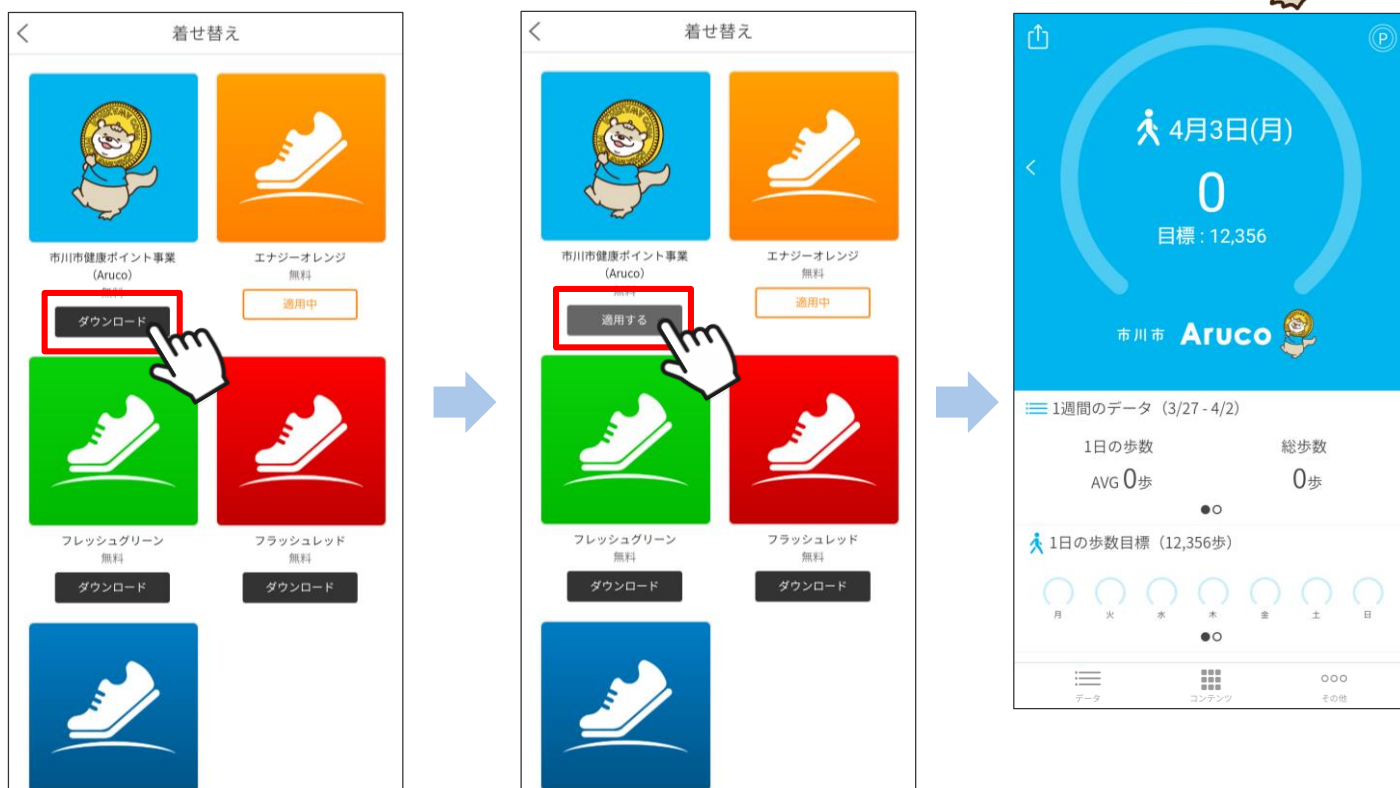 着せ替え
市川市健康ポイント事業
(Aruco)
無料
ダウンロード
エナジーオレンジ
無料
適用中
フレッシュグリーン
無料
ダウンロード
フラッシュレッド
無料
ダウンロード
着せ替え
市川市健康ポイント事業
(Aruco)
無料
適用する
エナジーオレンジ
無料
適用中
フレッシュグリーン
無料
ダウンロード
フラッシュレッド
無料
ダウンロード
P
4月3日(月)
0
目標 : 12,356
市川市 Aruco
1週間のデータ（3/27 - 4/2）
1日の歩数 総歩数
AVG 0歩 0歩
1日の歩数目標（12,356歩）
月 火 水 木 金 土 日
データ コンテンツ その他